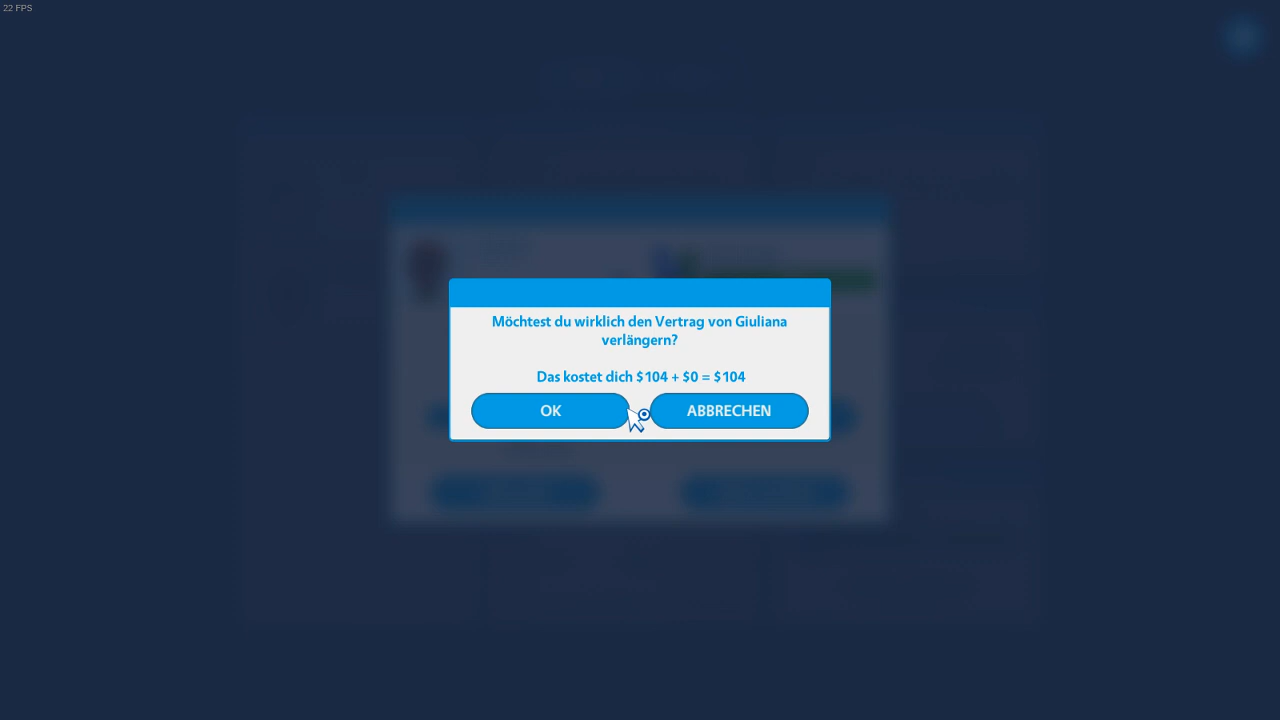 22 FPS
Möchtest du wirklich den Vertrag von Giuliana
verlängern?
Das kostet dich $104 + $0 = $104
OK
ABBRECHEN